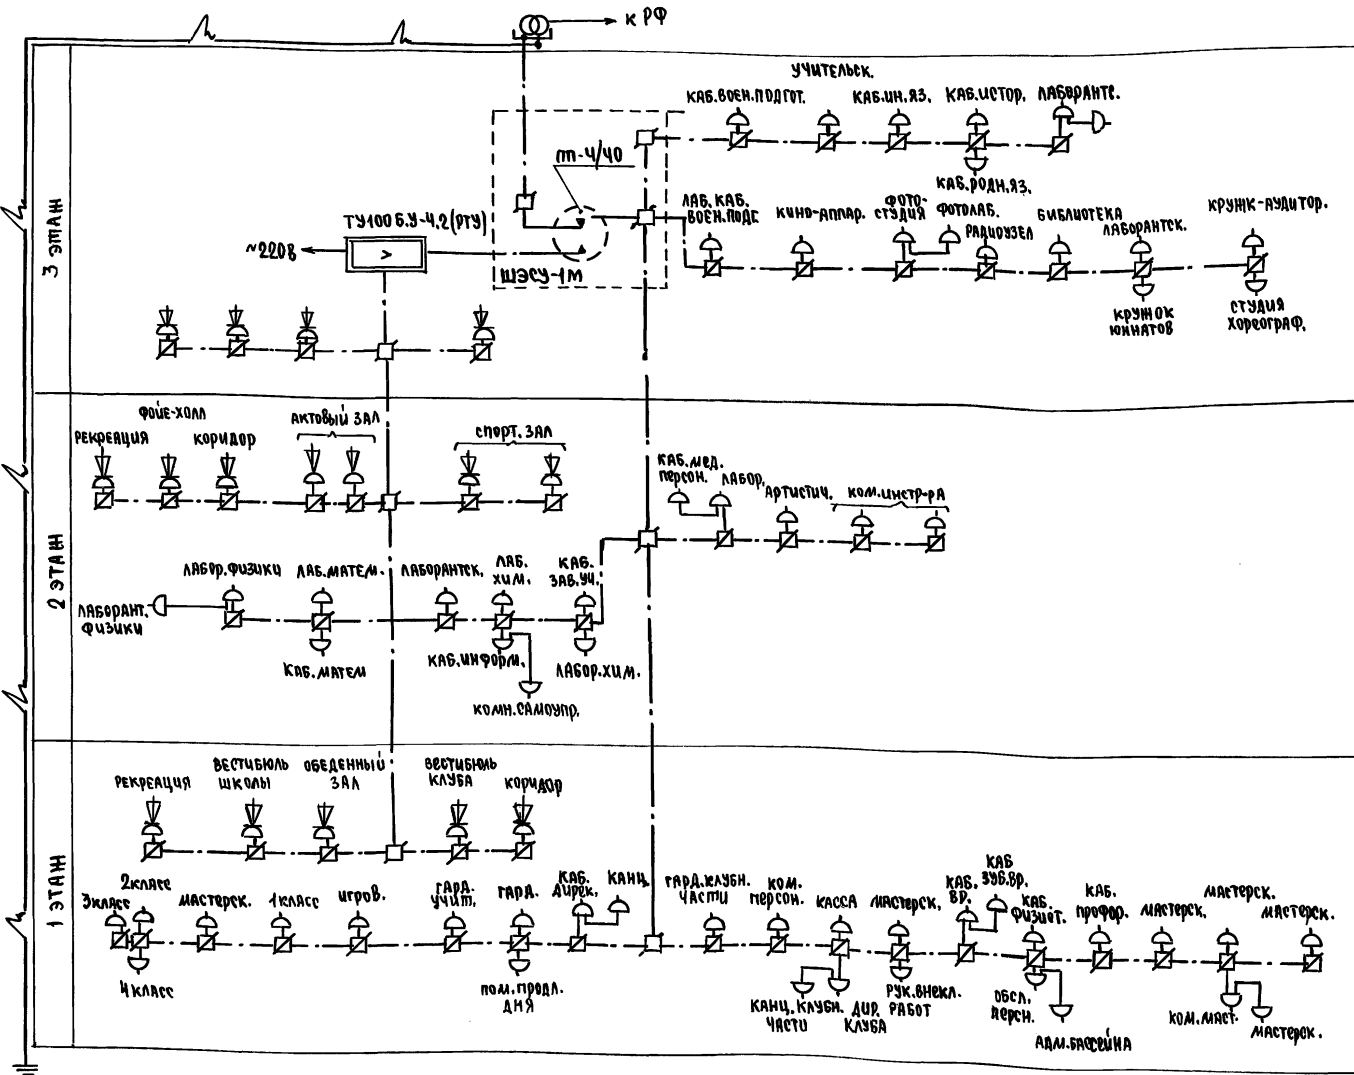 К РФ
УЧИТЕЛЬСК.
КАБ.ВОЕН.ПОДГОТ.
КАБ.ИН.ЯЗ.
КАБ.ИСТОР.
ЛАБОРАНТС.
КАБ.РОДН.ЯЗ.
ПП-4/40
3 ЭТАЖ
ТУ100 Б.У-4.2(РТУ)
~220В
>
ШЭСУ-1М
ЛАБ. КАБ.
ВОЕН.ПОДГ.
КИНО-АППАР.
ФОТО-
СТУДИЯ
ФОТОЛАБ.
РАДИОУЗЕЛ
БИБЛИОТЕКА
ЛАБОРАНТСК.
КРУЖК-АУДИТОР.
КРУЖОК
ЮННАТОВ
СТУДИЯ
ХОРЕОГРАФ.
2 ЭТАЖ
ФОЙЕ-ХОЛЛ
РЕКРЕАЦИЯ
КОРИДОР
АКТОВЫЙ ЗАЛ
СПОРТ. ЗАЛ
КАБ.МЕД.
ПЕРСОН.
ЛАБОР.
АРТИСТИЧ.
КОМ.ИНСТР-РА
ЛАБОР.ФИЗИКИ
ЛАБ.МАТЕМ.
ЛАБОРАНТСК.
ЛАБ.
ХИМ.
КАБ.
ЗАВ.УЧ.
ЛАБОРАНТ.
ФИЗИКИ
КАБ.МАТЕМ
КАБ.ИНФОРМ.
ЛАБОР.ХИМ.
КОМН.САМОУПР.
1 ЭТАЖ
РЕКРЕАЦИЯ
ВЕСТИБЮЛЬ
ШКОЛЫ
ОБЕДЕННЫЙ
ЗАЛ
ВЕСТИБЮЛЬ
КЛУБА
КОРИДОР
3КЛАСС
2КЛАСС
МАСТЕРСК.
1КЛАСС
ИГРОВ.
ГАРД.
УЧИТ.
ГАРД.
КАБ.
ДИРЕК.
КАНЦ.
ГАРД.КЛУБН.
ЧАСТИ
КОМ.
ПЕРСОН.
КАССА
МАСТЕРСК.
КАБ.
ВР.
КАБ
ЗУБ.ВР.
КАБ.
ФИЗИОТ.
КАБ.
ПРОФОР.
МАСТЕРСК.
МАСТЕРСК.
МАСТЕРСК.
4КЛАСС
ПОМ.ПРОДЛ.
ДНЯ
КАНЦ.КЛУБН.
ЧАСТИ
ДИР.
КЛУБА
РУК.ВНЕКЛ.
РАБОТ
ОБСЛ.
ПЕРСН.
АДМ.БАССЕЙНА
КОМ.МАСТ.
МАСТЕРСК.